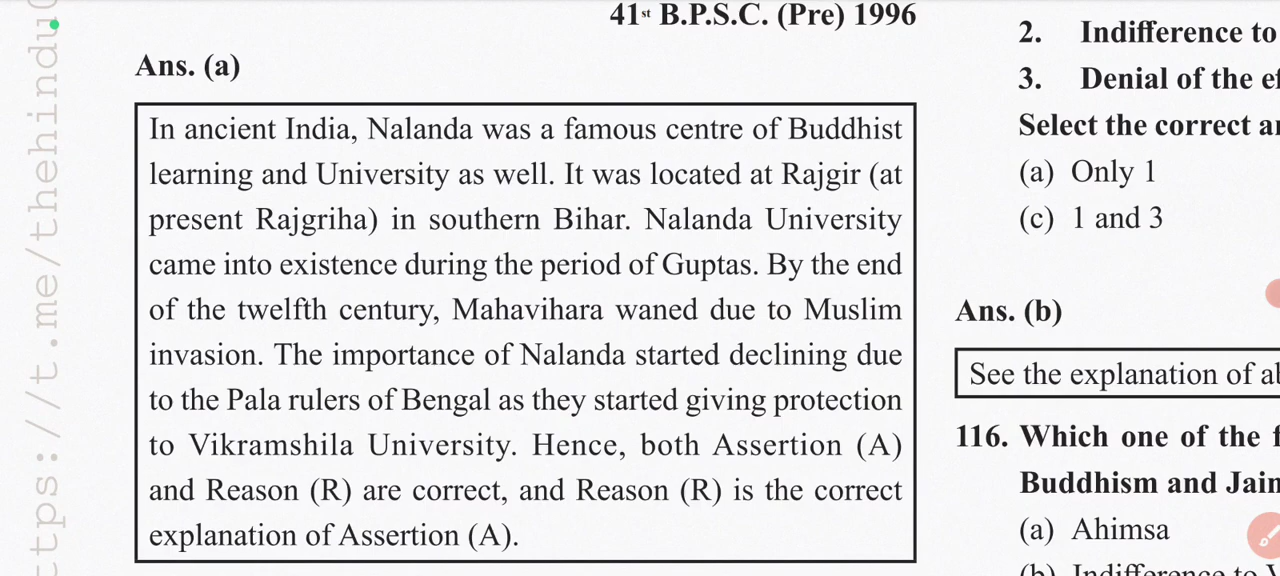 41st B.P.S.C. (Pre) 1996
Ans. (a)
In ancient India, Nalanda was a famous centre of Buddhist
learning and University as well. It was located at Rajgir (at
present Rajgriha) in southern Bihar. Nalanda University
came into existence during the period of Guptas. By the end
of the twelfth century, Mahavihara waned due to Muslim
invasion. The importance of Nalanda started declining due
to the Pala rulers of Bengal as they started giving protection
to Vikramshila University. Hence, both Assertion (A)
and Reason (R) are correct, and Reason (R) is the correct
explanation of Assertion (A).
2. Indifference to
3. Denial of the
Select the correct
(a) Only 1
(c) 1 and 3
Ans. (b)
See the explanation of
116. Which one of the
Buddhism and
(a) Ahimsa
(b) Indifference to
ttps://t.me/thehindu